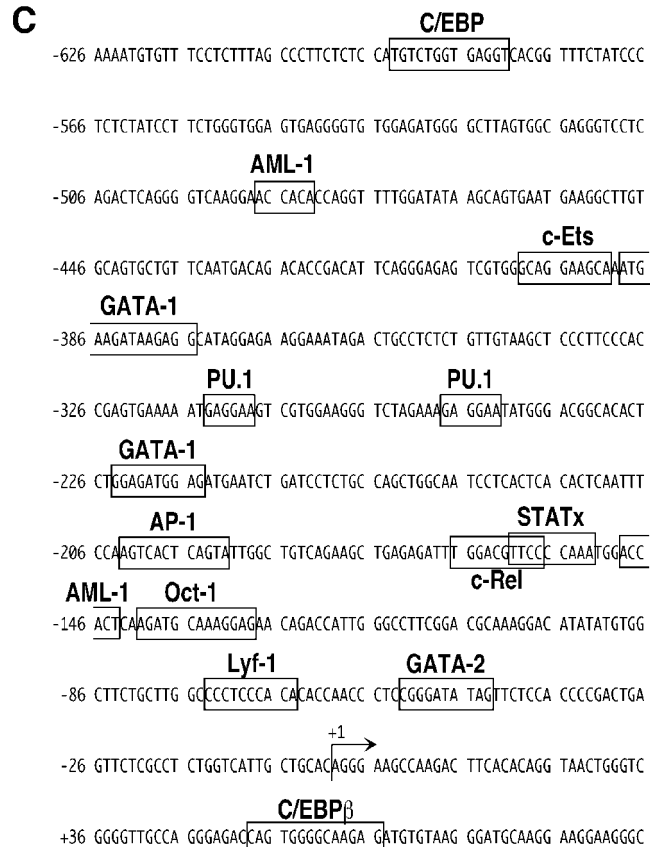 C
C/EBP
-626 AAAATGTGTT TCCTCTTTAG CCCTTCTCTC CATGTCTGGT GAGGTCACGG TTTCTATCCC
-566 TCTCTATCCT TCTGGGTGGA GTGAGGGGTG TGGAGATGGG GCTTAGTGGC GAGGGTCCTC
AML-1
-506 AGACTCAGGG GTCAAGGAAC CACACCAGGT TTTGGATATA AGCAGTGAAT GAAGGCTTGT
c-Ets
-446 GCAGTGCTGT TCAATGACAG ACACCGACAT TCAGGGAGAG TCGTGGGCAG GAAGCAAATG
GATA-1
-386 AAGATAAGAG GCATAGGAGA AGGAAATAGA CTGCCTCTCT GTTGTAAGCT CCCTTCCCAC
PU.1 PU.1
-326 CGAGTGAAAA ATGAGGAAGT CGTGGAAGGG TCTAGAAAGA GGAATATGGG ACGGCACACT
GATA-1
-226 CTGGAGATGG AGATGAATCT GATCCTCTGC CAGCTGGCAA TCCTCACTCA CACTCAATTT
AP-1 STATx
-206 CCAAGTCACT CAGTATTGGC TGTCAGAAGC TGAGAGATTT GGACGTTCCC CAAATGGACC
c-Rel
AML-1 Oct-1
-146 ACTCAAGATG CAAAGGAGAA CAGACCATTG GGCCTTCGGA CGCAAAGGAC ATATATGTGG
Lyf-1 GATA-2
-86 CTTCTGCTTG GCCCCTCCCA CACACCAACC CTCCGGGATA TAGTTCTCCA CCCCGACTGA
+1
-26 GTTCTCGCCT CTGGTCATTG CTGCACAGGG AAGCCAAGAC TTCACACAGG TAACTGGGTC
C/EBPβ
+36 GGGGTTGCCA GGGAGACCAG TGGGGCAAGA GATGTGTAAG GGATGCAAGG AAGGAAGGGC